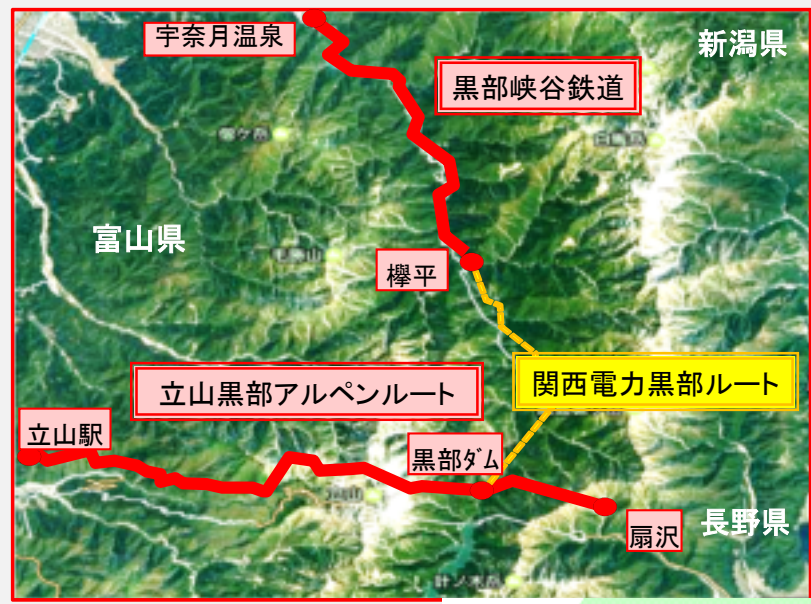 宇奈月温泉
新潟県
黒部峡谷鉄道
富山県
欅平
関西電力黒部ルート
立山黒部アルペンルート
立山駅
黒部ダム
長野県
扇沢